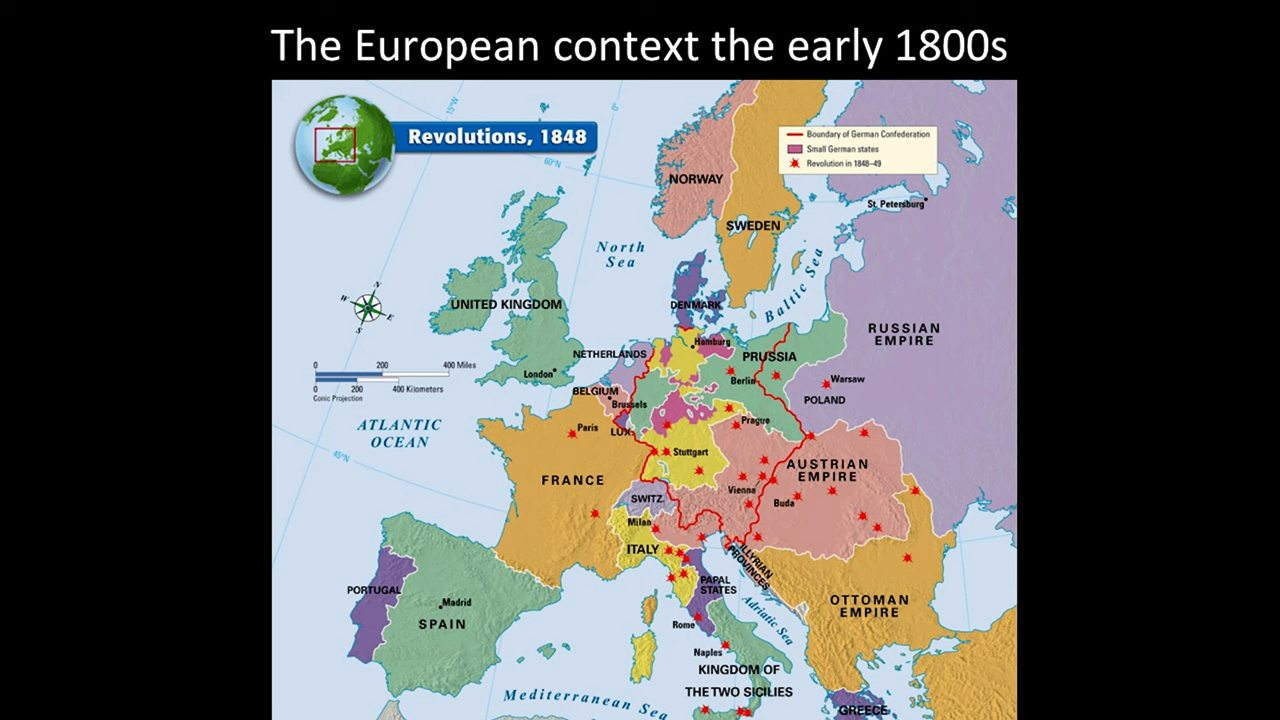 The European context the early 1800s
Revolutions, 1848
15°W
0°
60°N
Boundary of German Confederation
Small German states
Revolution in 1848–49
NORWAY
St. Petersburg
SWEDEN
North
Sea
Baltic Sea
UNITED KINGDOM
DENMARK
N
W
E
S
RUSSIAN
EMPIRE
Hamburg
NETHERLANDS
PRUSSIA
0 200 400 Miles
London
Berlin
Warsaw
0 200 400 Kilometers
Conic Projection
BELGIUM
POLAND
Brussels
ATLANTIC
OCEAN
Paris
LUX.
Prague
45°N
Stuttgart
AUSTRIAN
EMPIRE
FRANCE
Vienna
SWITZ.
Buda
Milan
ITALY
ILLYRIAN
PROVINCES
PORTUGAL
PAPAL
STATES
Madrid
OTTOMAN
EMPIRE
SPAIN
Rome
Adriatic Sea
Naples
KINGDOM OF
THE TWO SICILIES
Mediterranean Sea
GREECE